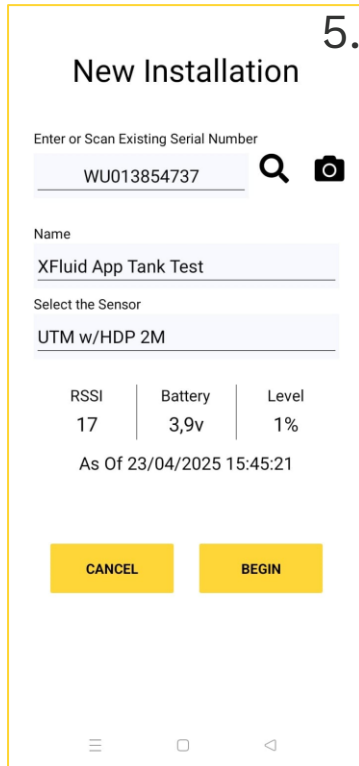 5.
New Installation
Enter or Scan Existing Serial Number
WU013854737
Name
XFluid App Tank Test
Select the Sensor
UTM w/HDP 2M
RSSI Battery Level
17 3,9v 1%
As Of 23/04/2025 15:45:21
CANCEL BEGIN